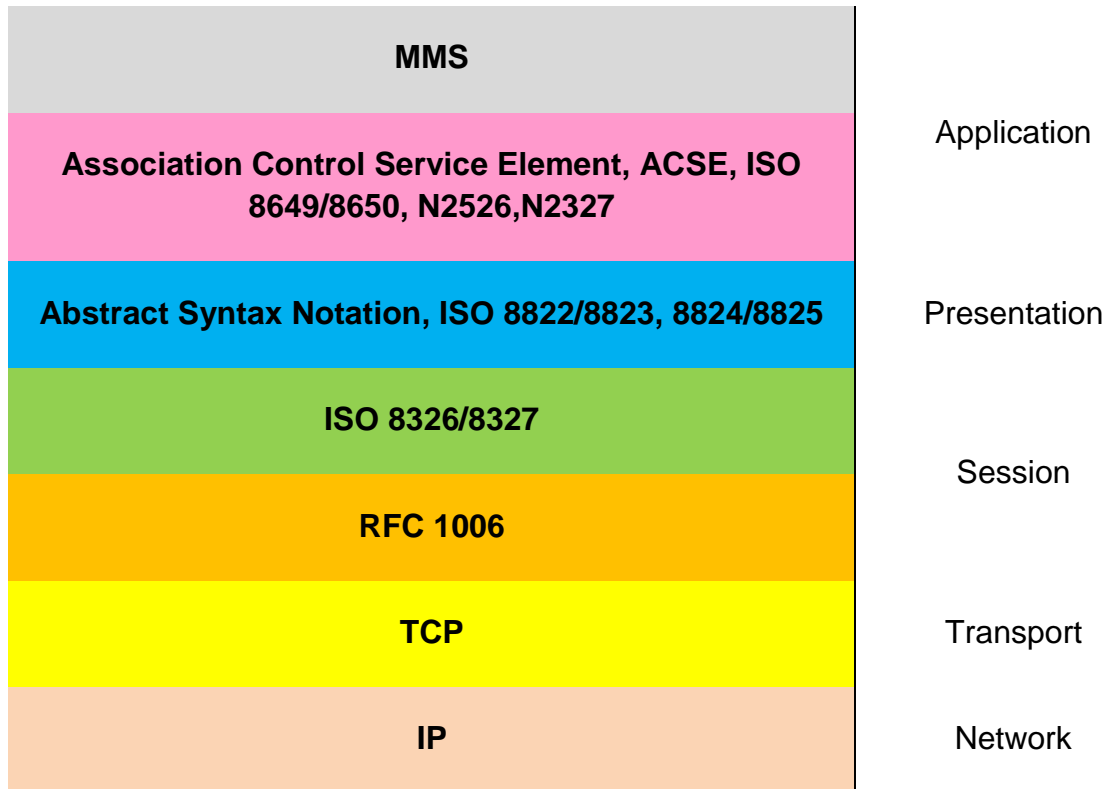 MMS
Application
Association Control Service Element, ACSE, ISO
8649/8650, N2526,N2327
Abstract Syntax Notation, ISO 8822/8823, 8824/8825
Presentation
ISO 8326/8327
Session
RFC 1006
TCP
Transport
IP
Network